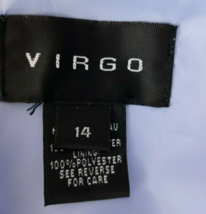 VIRGO
14
LINING
100% POLYESTER
SEE REVERSE
FOR CARE